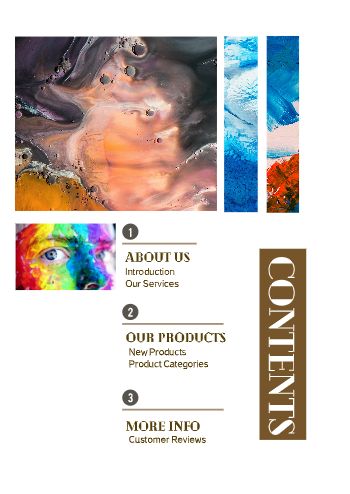 1
ABOUT US
Introduction
Our Services
2
OUR PRODUCTS
New Products
Product Categories
3
MORE INFO
Customer Reviews
CONTENTS